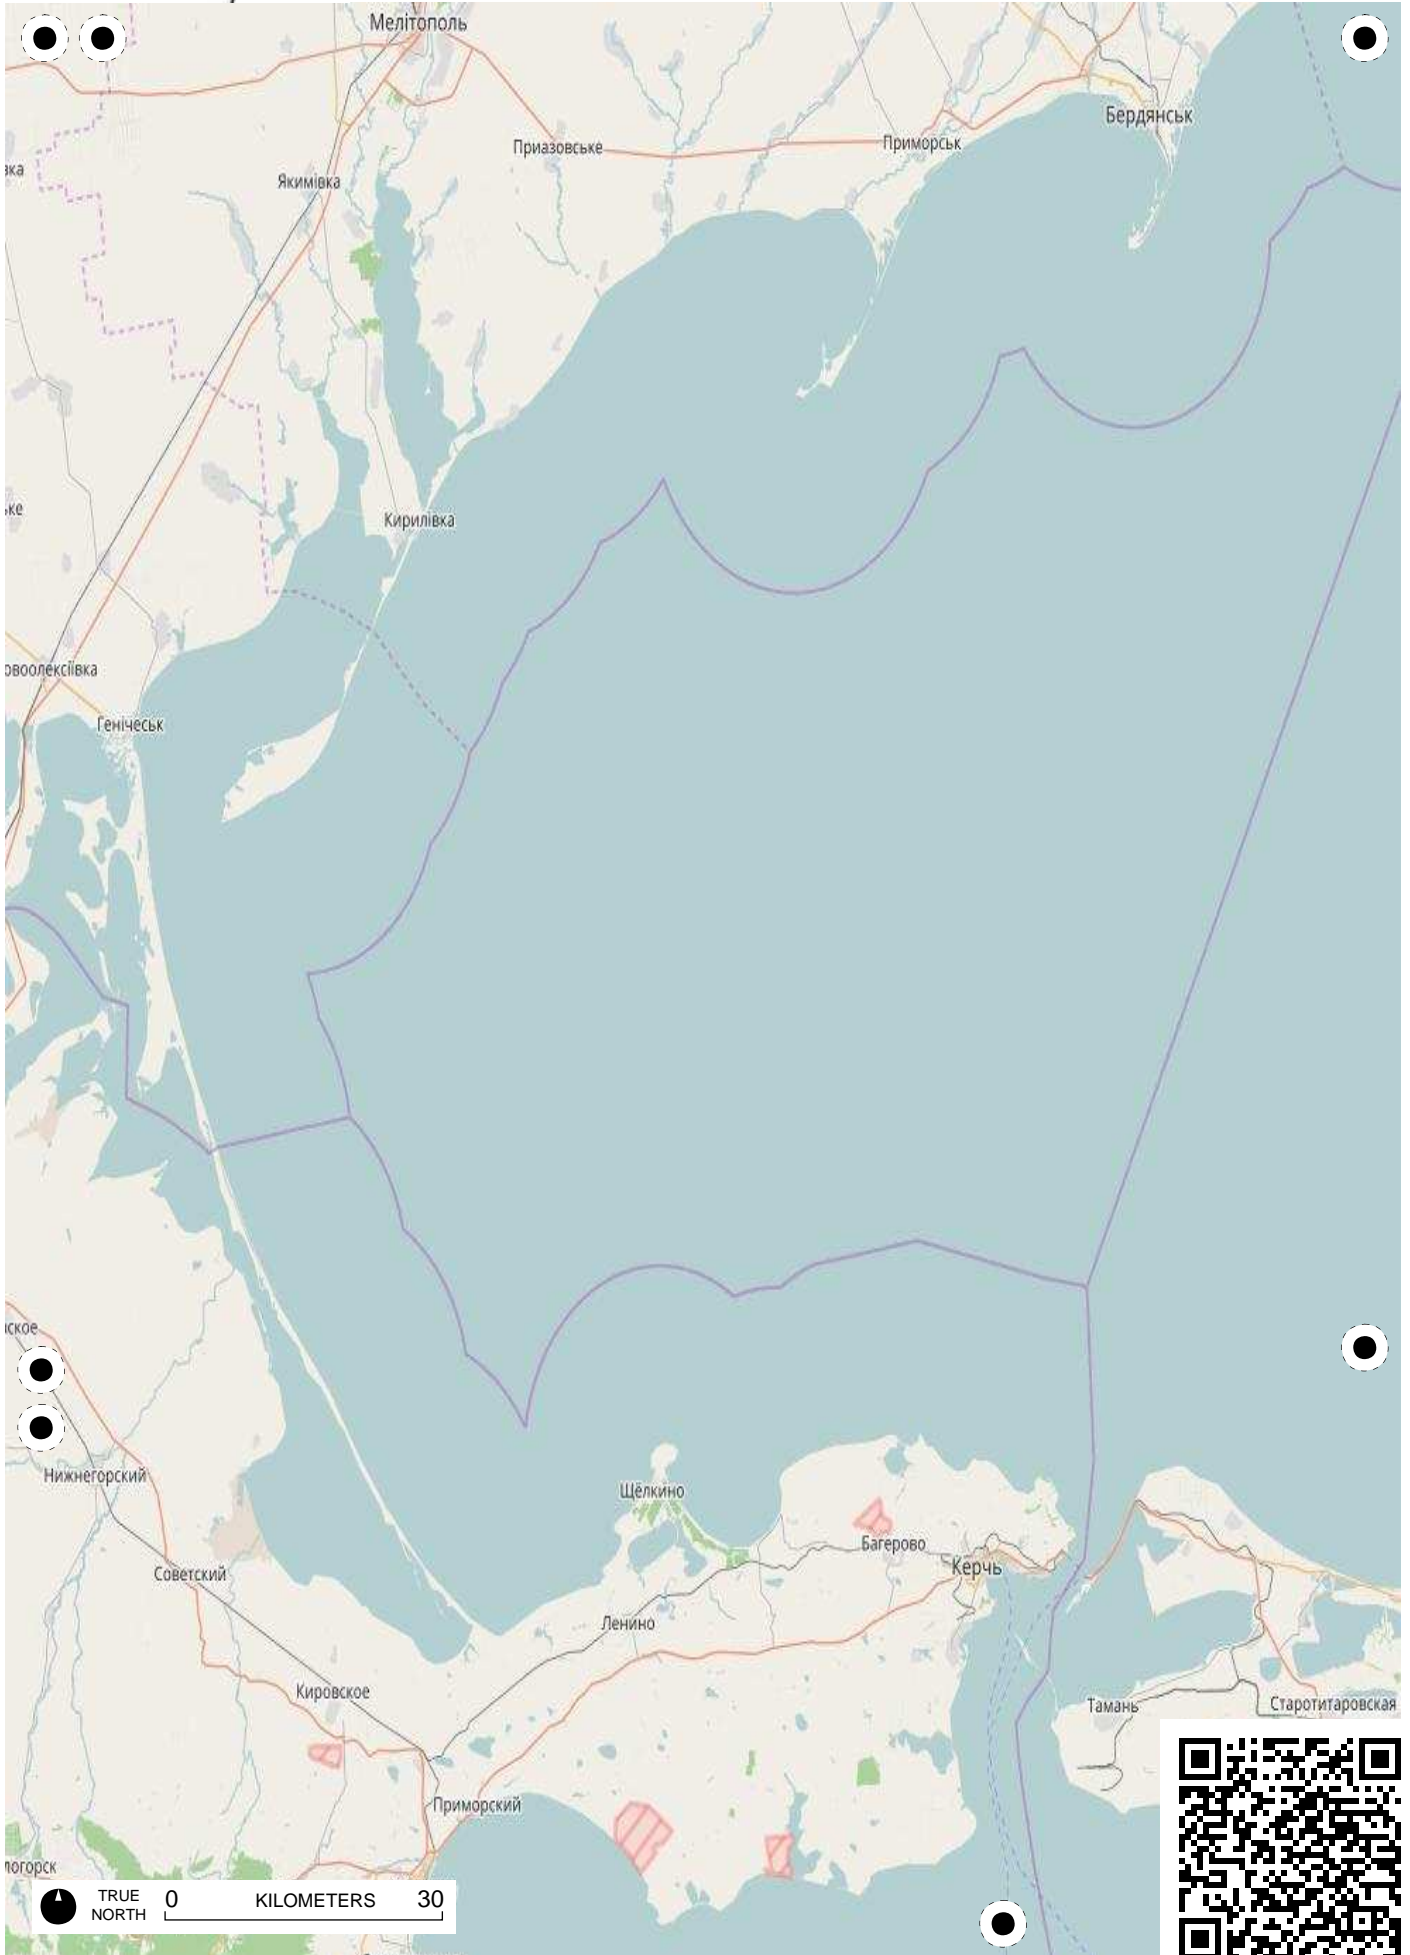 Мелітополь
Бердянськ
Приморськ
Приазовське
Якимівка
Кирилівка
Генічеськ
Нижнегорский
Щёлкино
Багерово
Керчь
Советский
Ленино
Кировское
Тамань
Старотитаровская
Приморский
TRUE NORTH
0 KILOMETERS 30